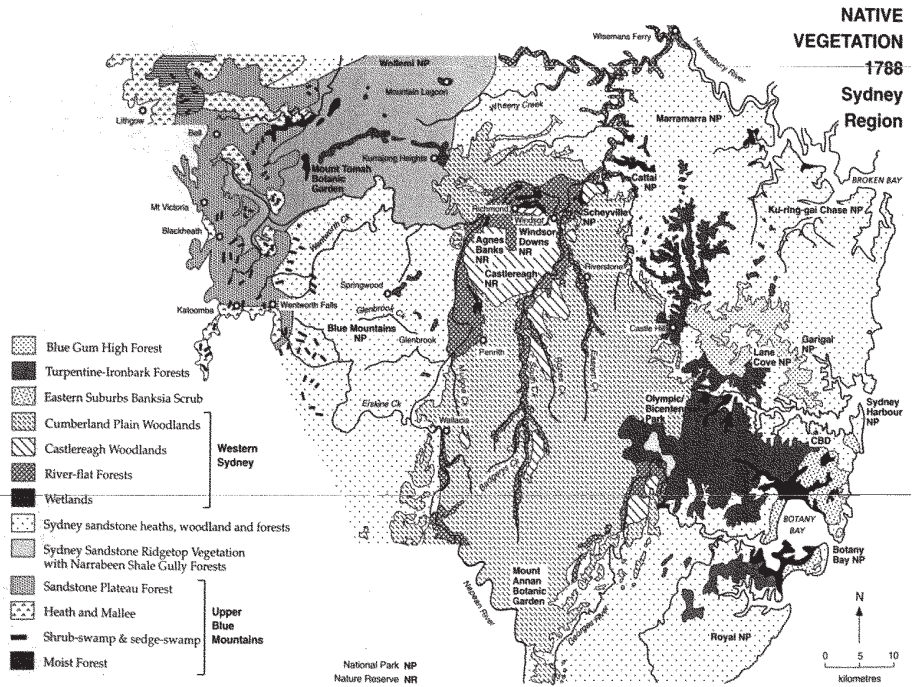 NATIVE
VEGETATION
1788
Sydney
Region
Wisemans Ferry
Hawkesbury River
Wollemi NP
Mountain Lagoon
Wheeny Creek
Marramarra NP
Lithgow
Bell
Kurrajong Heights
Mount Tomah
Botanic
Garden
Cattai
NP
BROKEN BAY
Mt Victoria
Blackheath
Wentworth Ck
Richmond
Windsor
Scheyville
NP
Ku-ring-gai Chase NP
Agnes
Banks
NR
Windsor
Downs
NR
Castlereagh
NR
Riverstone
Springwood
Katoomba
Wentworth Falls
Glenbrook Ck
Blue Mountains
NP
Glenbrook
Penrith
Castle Hill
Lane
Cove NP
Garigal
NP
Erskine Ck
Wallacia
Olympic/
Bicentennial
Park
Sydney
Harbour
NP
CBD
BOTANY
BAY
Botany
Bay NP
Mount
Annan
Botanic
Garden
Nepean River
Georges River
Royal NP
N
0 5 10
kilometres
Blue Gum High Forest
Turpentine-Ironbark Forests
Eastern Suburbs Banksia Scrub
Cumberland Plain Woodlands
Castlereagh Woodlands
River-flat Forests
Wetlands
Western
Sydney
Sydney sandstone heaths, woodland and forests
Sydney Sandstone Ridgetop Vegetation
with Narrabeen Shale Gully Forests
Sandstone Plateau Forest
Heath and Mallee
Shrub-swamp & sedge-swamp
Moist Forest
Upper
Blue
Mountains
National Park NP
Nature Reserve NR